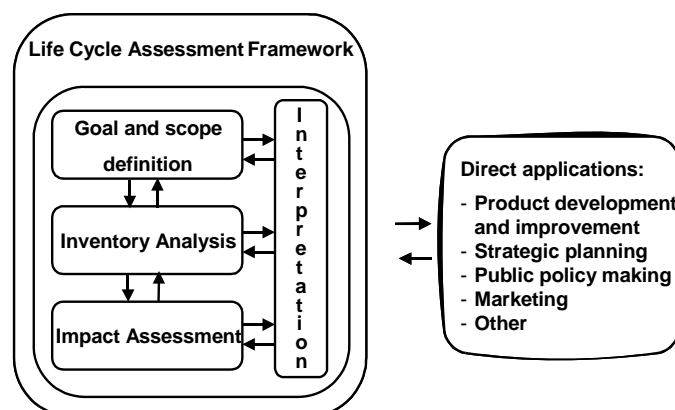 Life Cycle Assessment Framework
Goal and scope
definition
Inventory Analysis
Impact Assessment
Interpretation
Direct applications:
- Product development
and improvement
- Strategic planning
- Public policy making
- Marketing
- Other